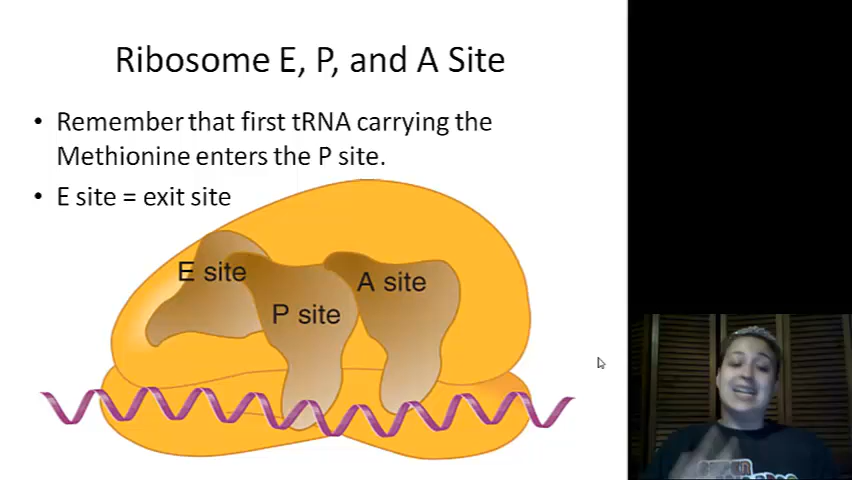 Ribosome E, P, and A Site
• Remember that first tRNA carrying the
Methionine enters the P site.
• E site = exit site
E site
A site
P site
SUPER